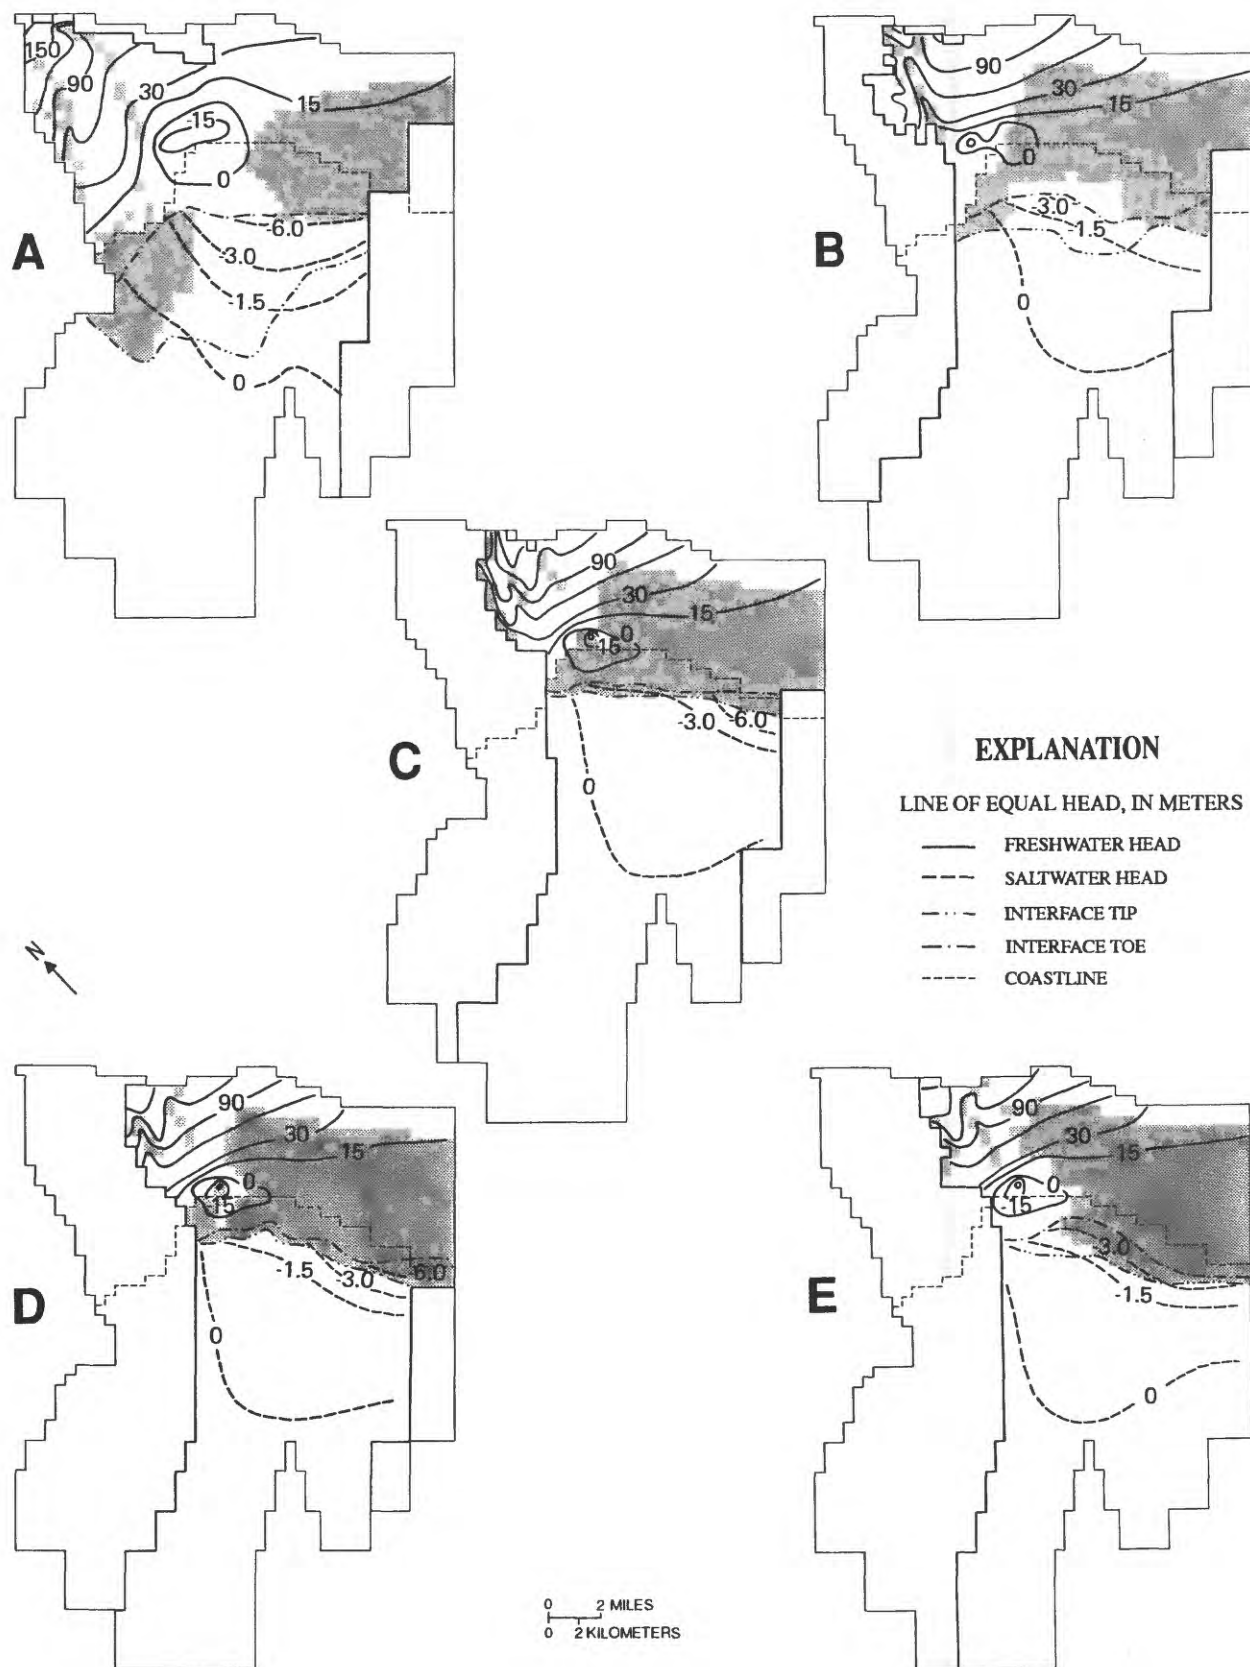 150
90
30
15
-15
0
-6.0
-3.0
-1.5
0
A
90
30
15
0
-3.0
-1.5
0
B
90
30
15
0
-15
-3.0
-6.0
0
C
EXPLANATION
LINE OF EQUAL HEAD, IN METERS
FRESHWATER HEAD
SALTWATER HEAD
INTERFACE TIP
INTERFACE TOE
COASTLINE
N
90
30
15
0
-15
-1.5
-3.0
-6.0
0
D
90
30
15
0
-15
-3.0
-1.5
0
E
0 2 MILES
0 2 KILOMETERS